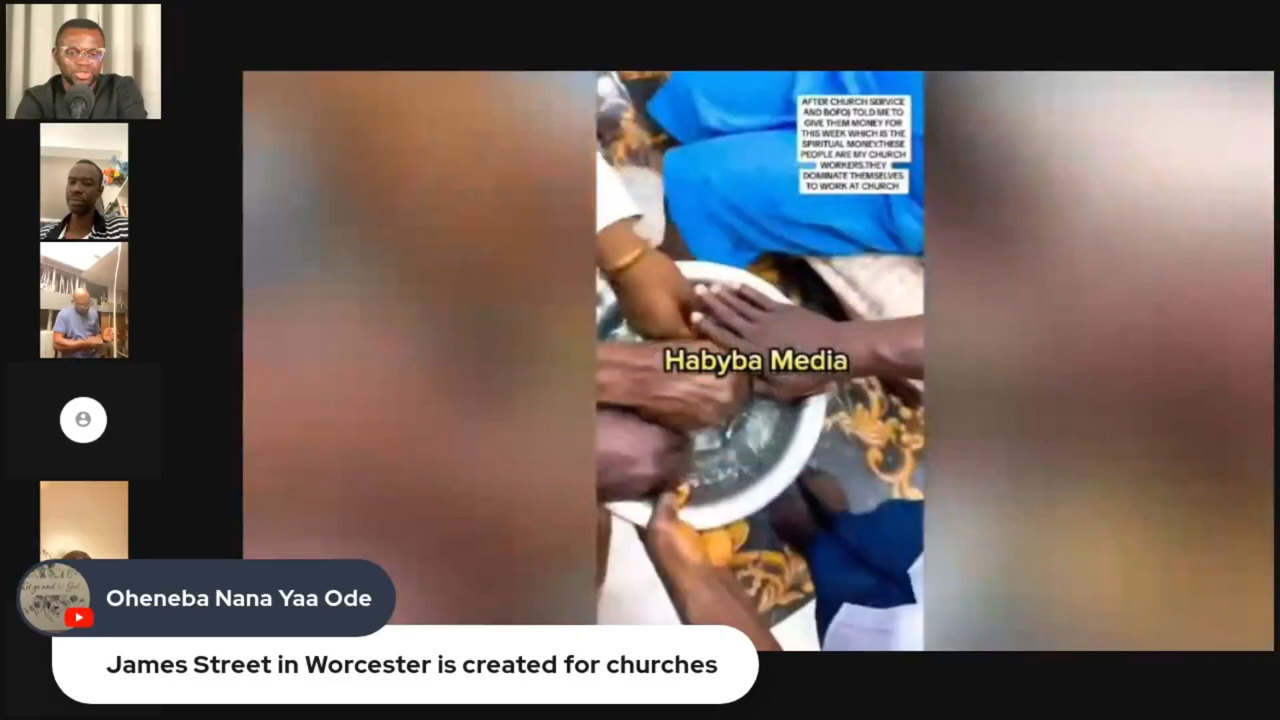 AFTER CHURCH SERVICE
AND BOFO) TOLD ME TO
GIVE THEM MONEY FOR
THIS WEEK WHICH IS THE
SPIRITUAL MONEY.THESE
PEOPLE ARE MY CHURCH
WORKERS.THEY
DOMINATE THEMSELVES
TO WORK AT CHURCH
Habyba Media
Oheneba Nana Yaa Ode
James Street in Worcester is created for churches